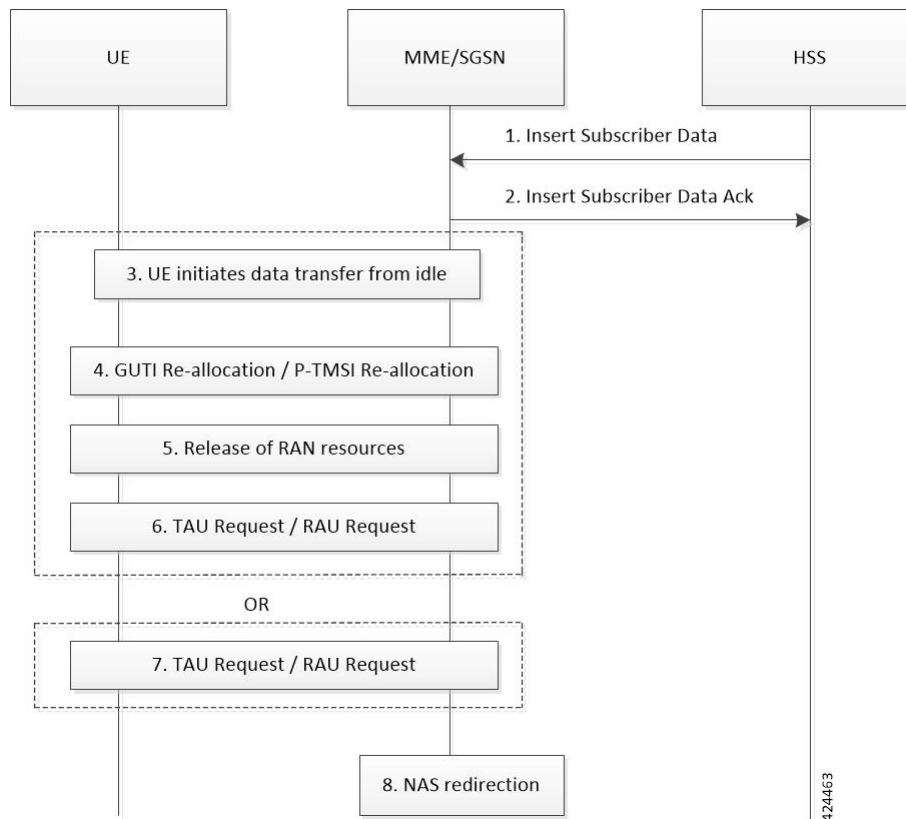 UE
MME/SGSN
HSS
1. Insert Subscriber Data
2. Insert Subscriber Data Ack
3. UE initiates data transfer from idle
4. GUTI Re-allocation / P-TMSI Re-allocation
5. Release of RAN resources
6. TAU Request / RAU Request
OR
7. TAU Request / RAU Request
8. NAS redirection
424463